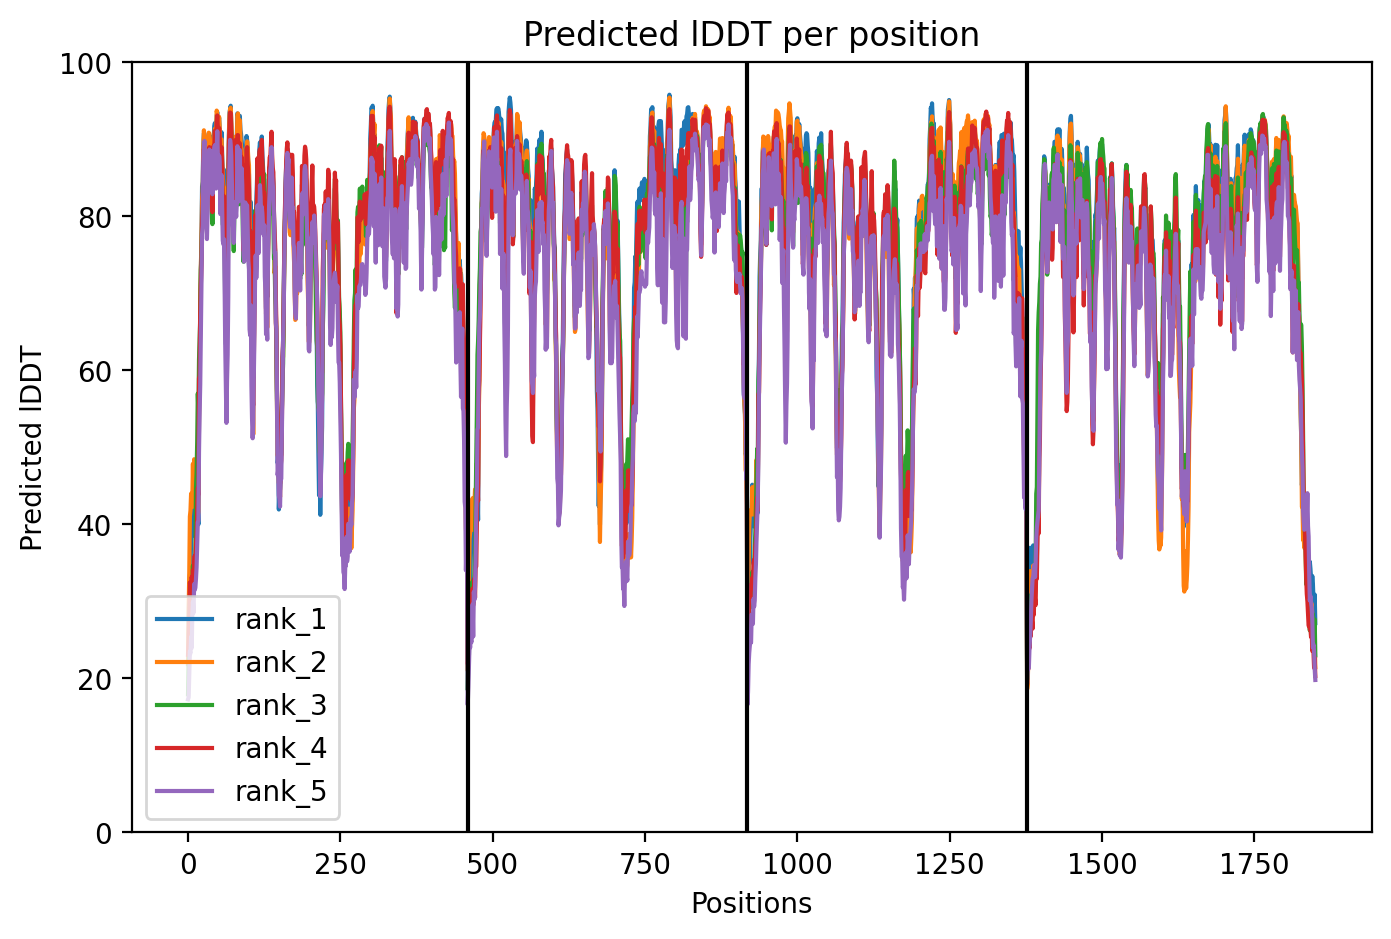 Predicted lDDT per position
100
80
60
40
20
0
Predicted lDDT
rank_1
rank_2
rank_3
rank_4
rank_5
0 250 500 750 1000 1250 1500 1750
Positions